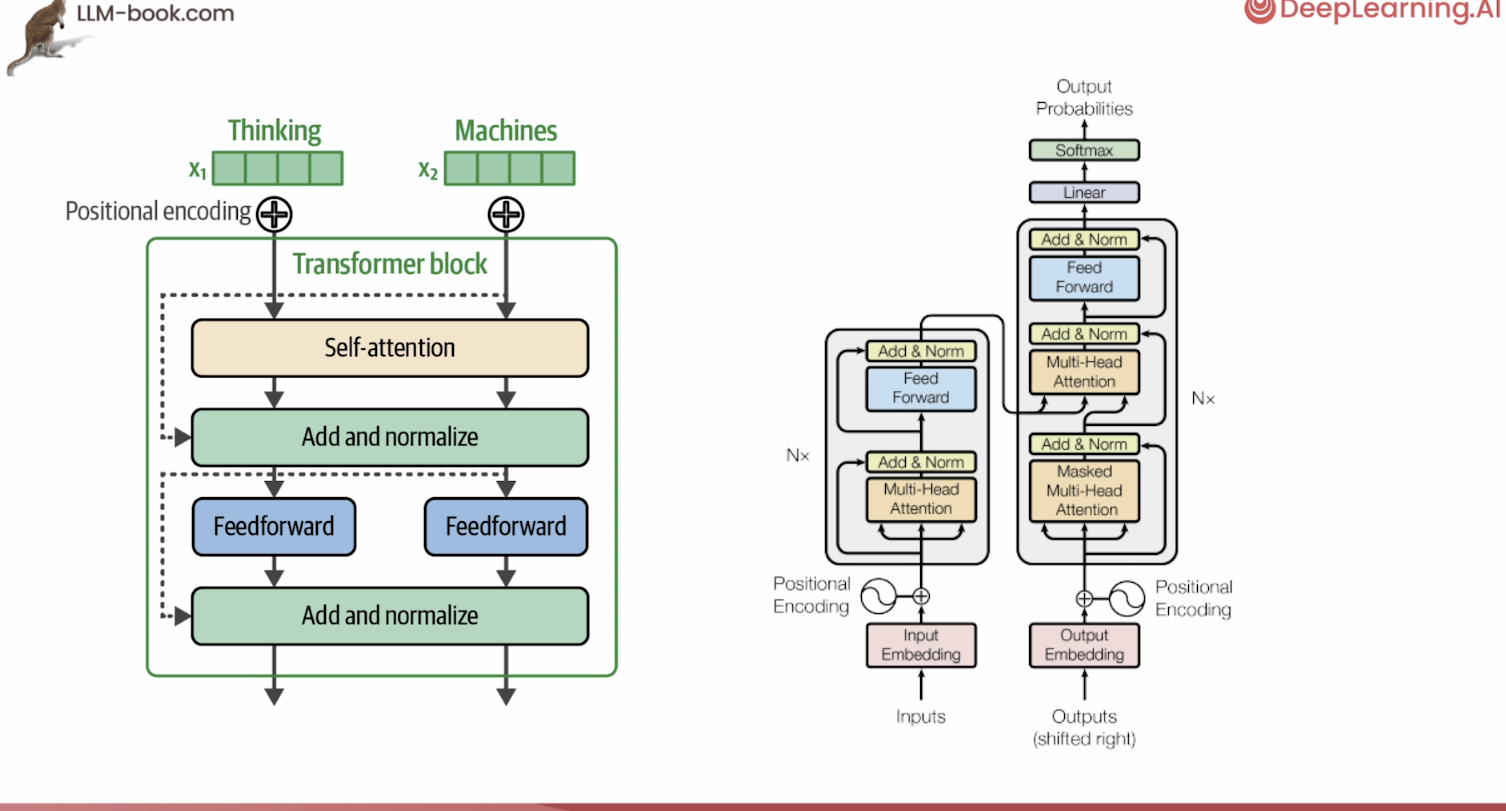 LLM-book.com
DeepLearning.AI
Thinking
Machines
x1
x2
Positional encoding
Transformer block
Self-attention
Add and normalize
Feedforward
Feedforward
Add and normalize
Output
Probabilities
Softmax
Linear
Add & Norm
Feed
Forward
Add & Norm
Multi-Head
Attention
Nx
Add & Norm
Masked
Multi-Head
Attention
Add & Norm
Feed
Forward
Nx
Add & Norm
Multi-Head
Attention
Positional
Encoding
Positional
Encoding
Input
Embedding
Output
Embedding
Inputs
Outputs
(shifted right)